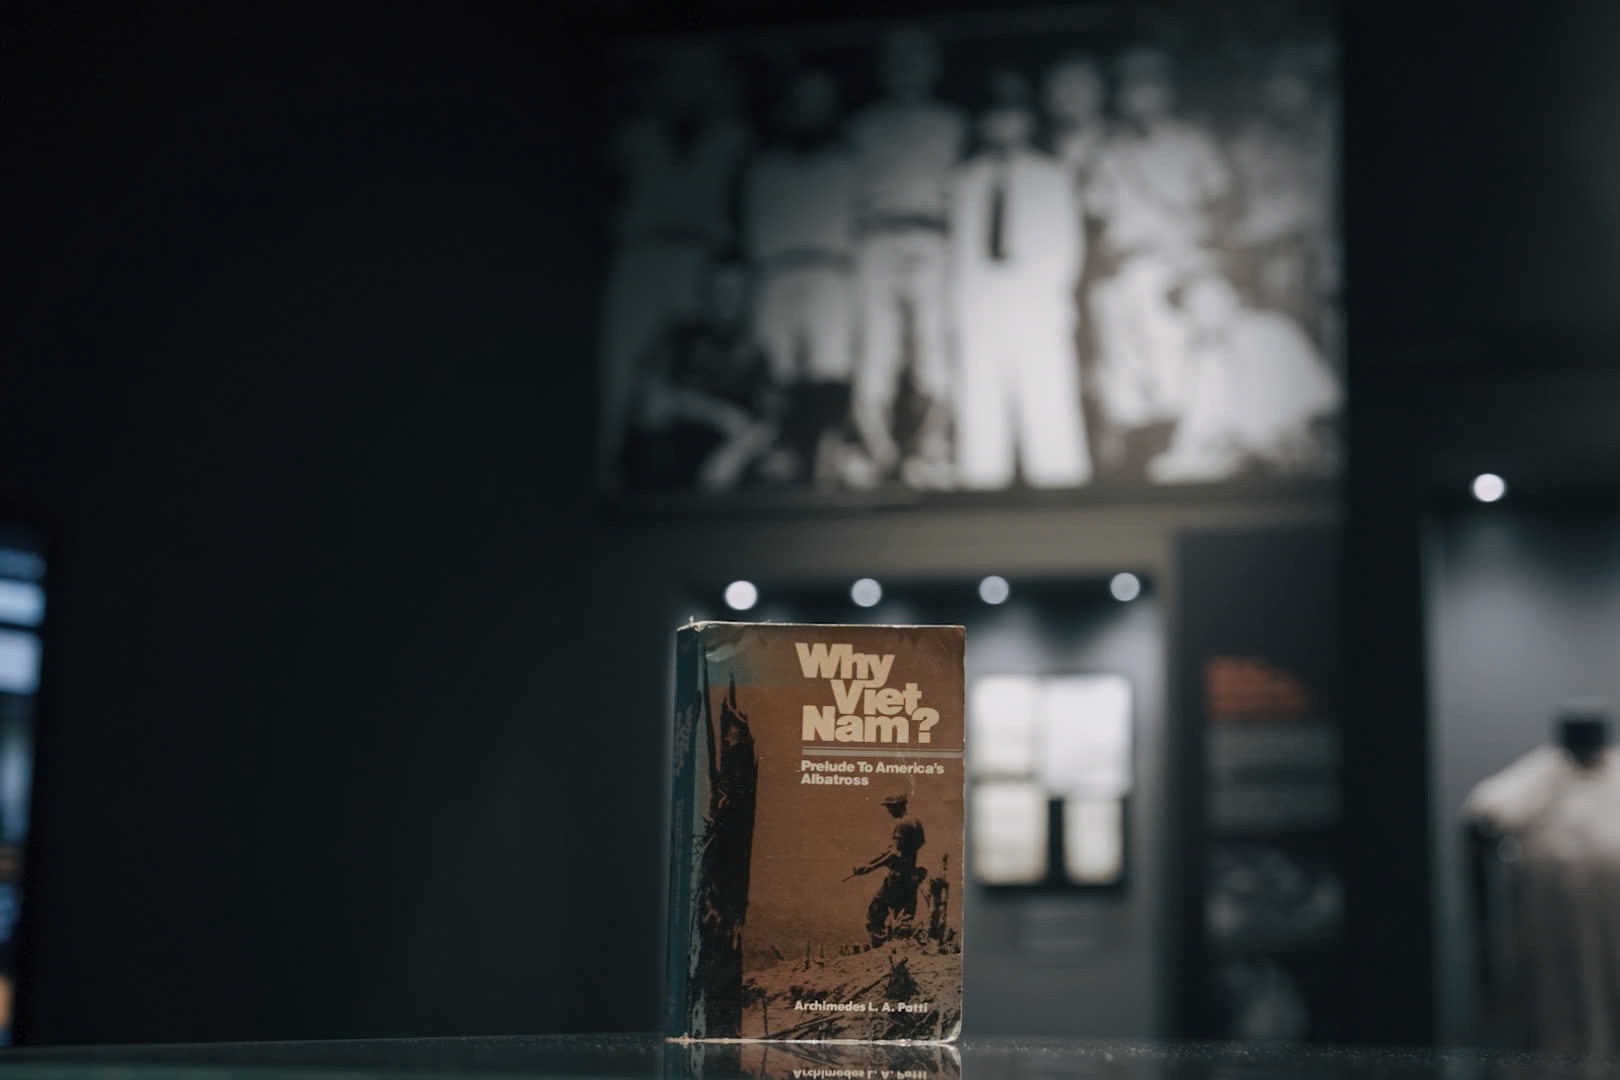 Why
Viet
Nam?
Prelude To America's
Albatross
Archimedes L. A. Patti